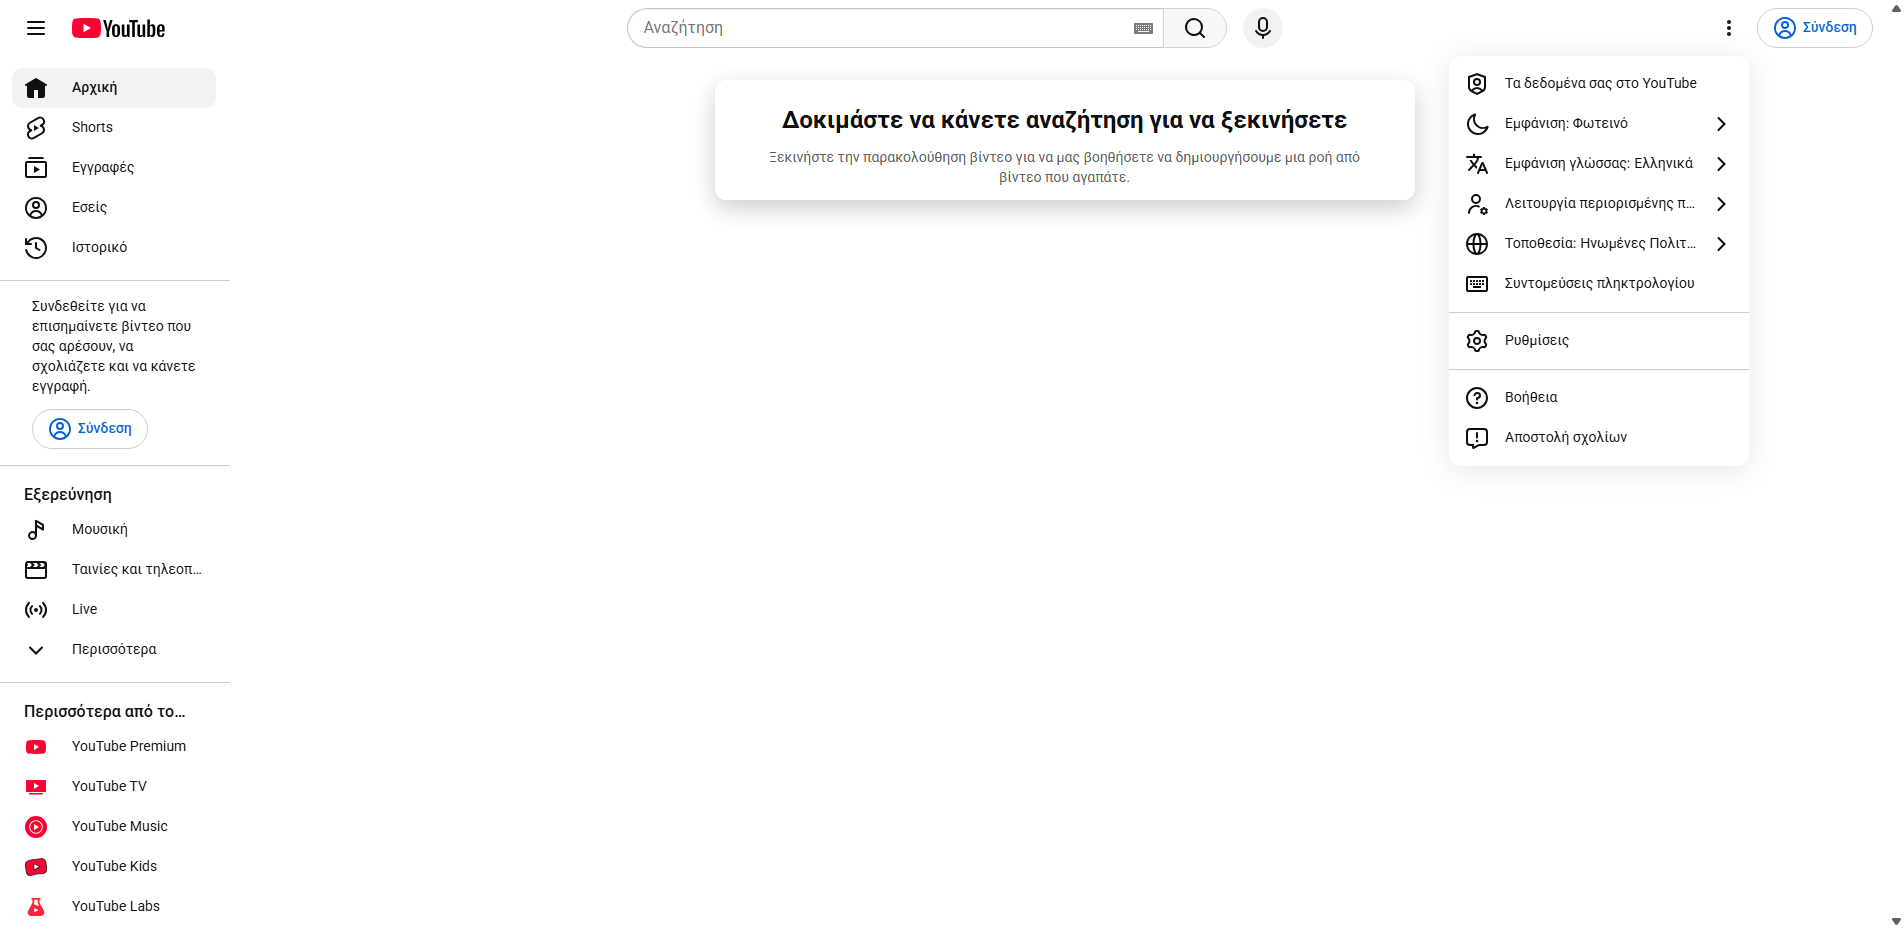 YouTube
Αναζήτηση
Σύνδεση
Αρχική
Shorts
Εγγραφές
Εσείς
Ιστορικό
Συνδεθείτε για να
επισημαίνετε βίντεο που
σας αρέσουν, να
σχολιάζετε και να κάνετε
εγγραφή.
Σύνδεση
Εξερεύνηση
Μουσική
Ταινίες και τηλεοπ...
Live
Περισσότερα
Περισσότερα από το...
YouTube Premium
YouTube TV
YouTube Music
YouTube Kids
YouTube Labs
Δοκιμάστε να κάνετε αναζήτηση για να ξεκινήσετε
Ξεκινήστε την παρακολούθηση βίντεο για να μας βοηθήσετε να δημιουργήσουμε μια ροή από
βίντεο που αγαπάτε.
Τα δεδομένα σας στο YouTube
Εμφάνιση: Φωτεινό
Εμφάνιση γλώσσας: Ελληνικά
Λειτουργία περιορισμένης π...
Τοποθεσία: Ηνωμένες Πολιτ...
Συντομεύσεις πληκτρολογίου
Ρυθμίσεις
Βοήθεια
Αποστολή σχολίων